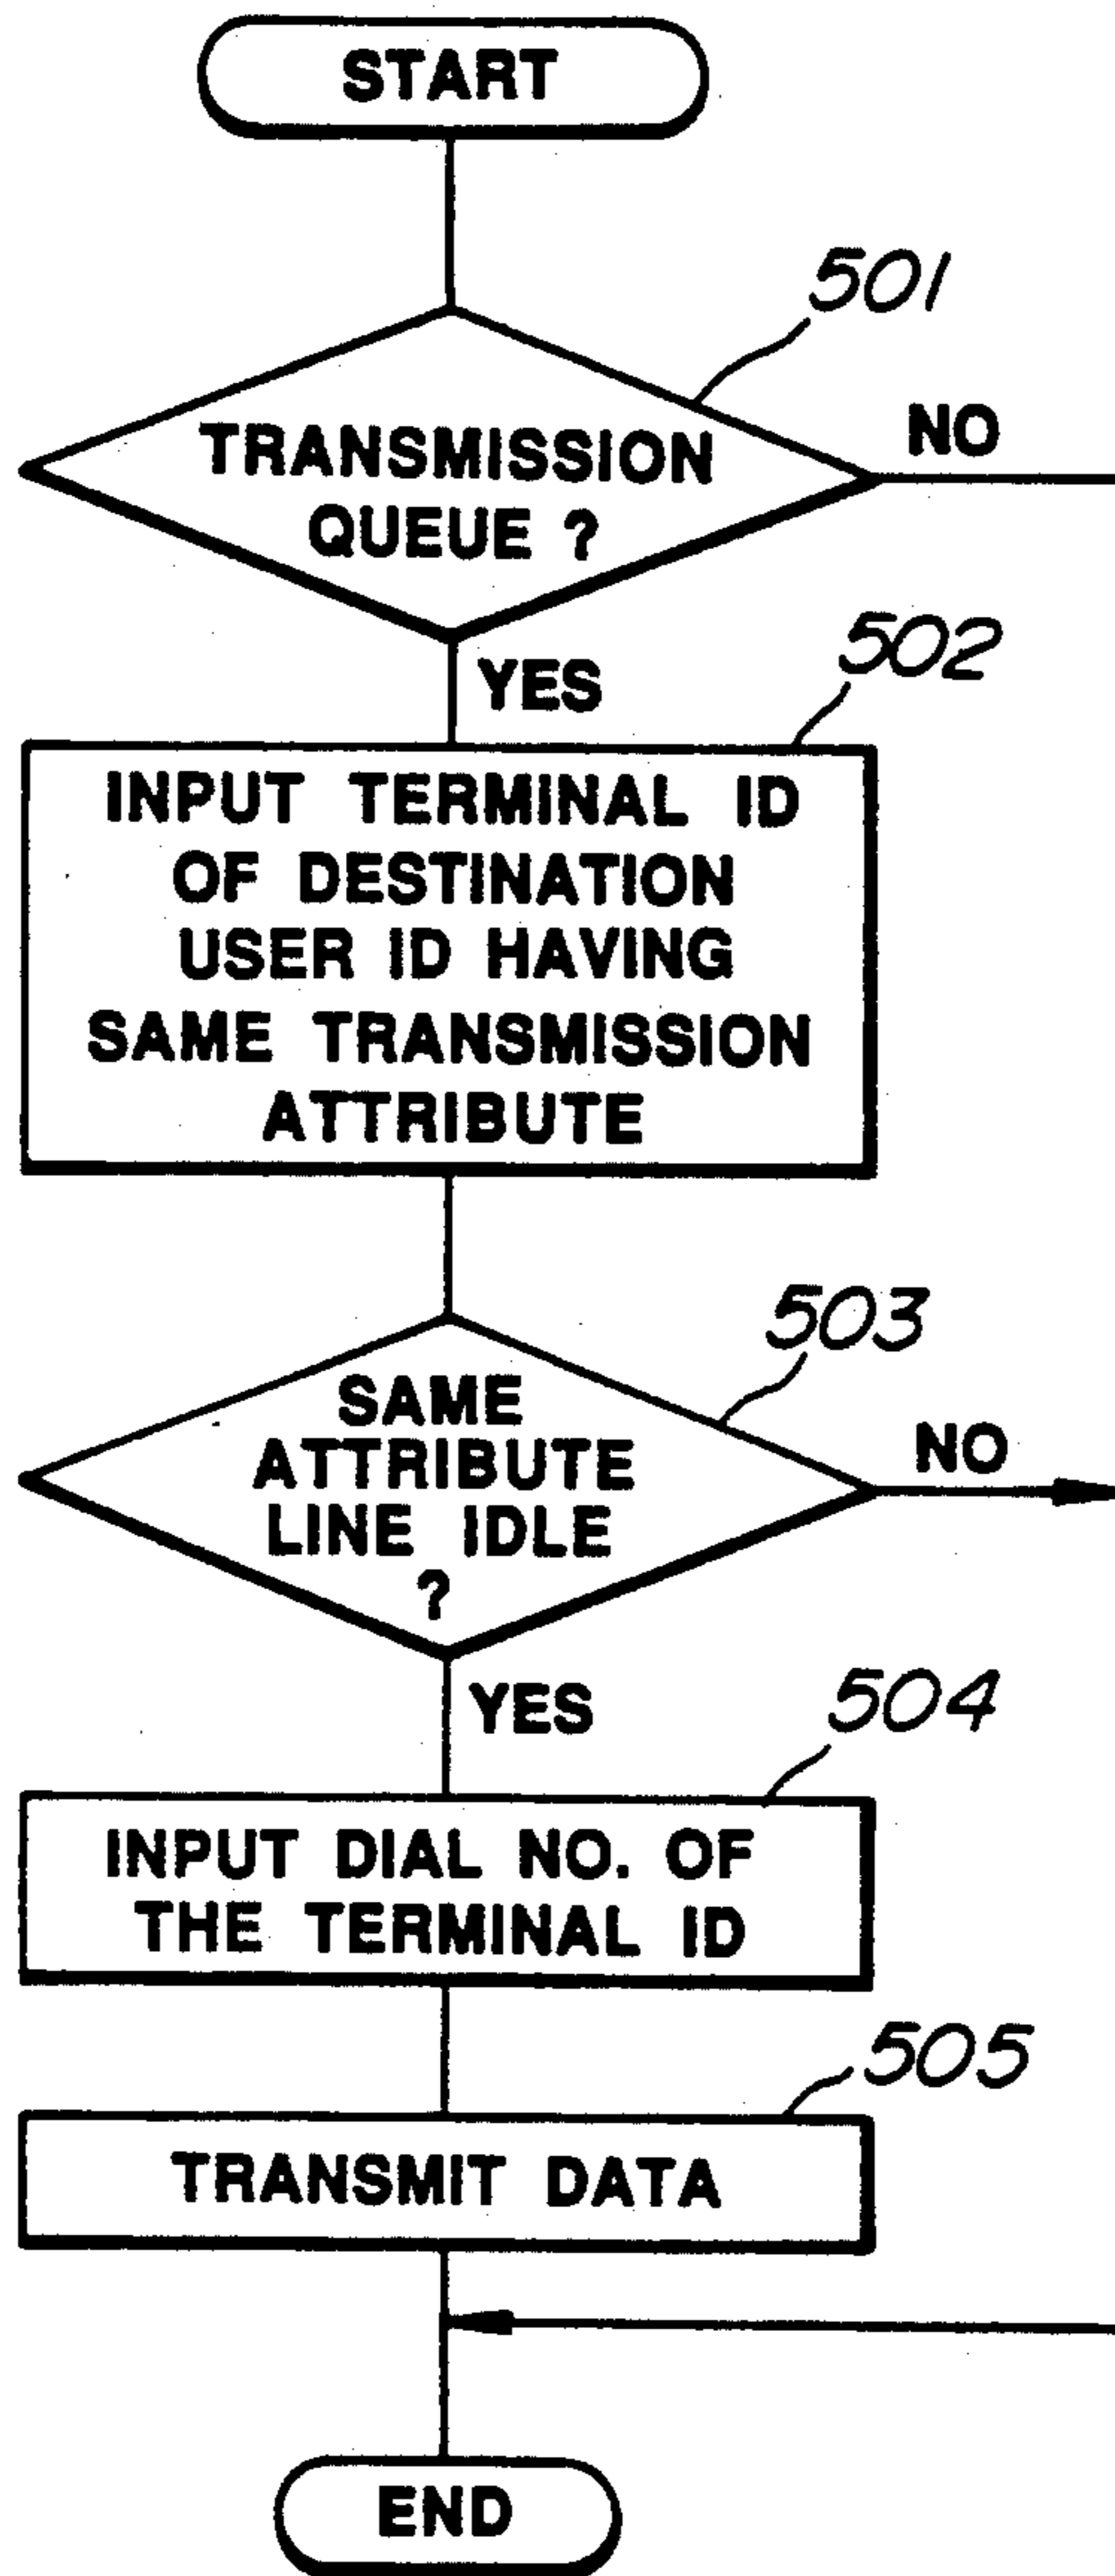 START
501
TRANSMISSION
QUEUE ?
NO
YES
502
INPUT TERMINAL ID
OF DESTINATION
USER ID HAVING
SAME TRANSMISSION
ATTRIBUTE
503
SAME
ATTRIBUTE
LINE IDLE
?
NO
YES
504
INPUT DIAL NO. OF
THE TERMINAL ID
505
TRANSMIT DATA
END